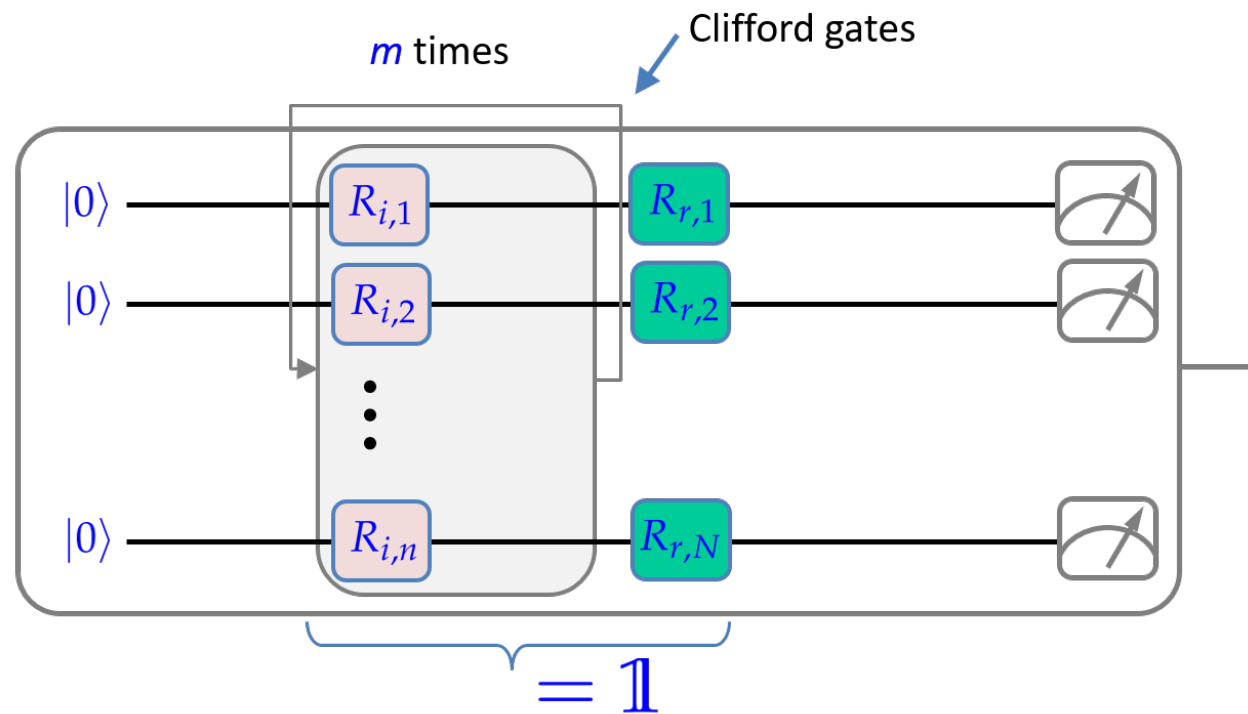 Clifford gates
m times
|0⟩ R_{i,1} R_{r,1}
|0⟩ R_{i,2} R_{r,2}
|0⟩ R_{i,n} R_{r,N}
= 𝟙